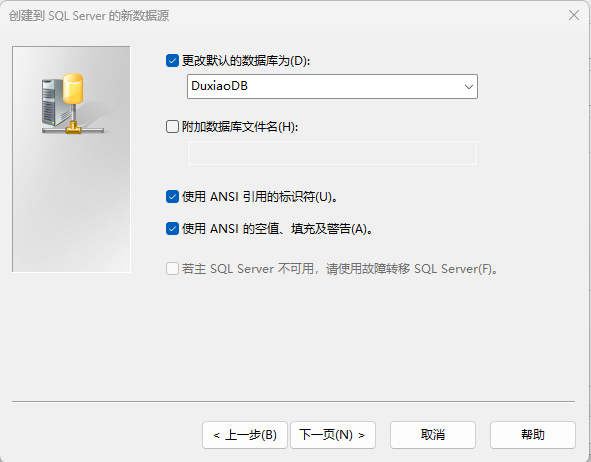 创建到 SQL Server 的新数据源
更改默认的数据库为(D):
DuxiaoDB
附加数据库文件名(H):
使用 ANSI 引用的标识符(U)。
使用 ANSI 的空值、填充及警告(A)。
若主 SQL Server 不可用，请使用故障转移 SQL Server(F)。
< 上一步(B) 下一页(N) > 取消 帮助